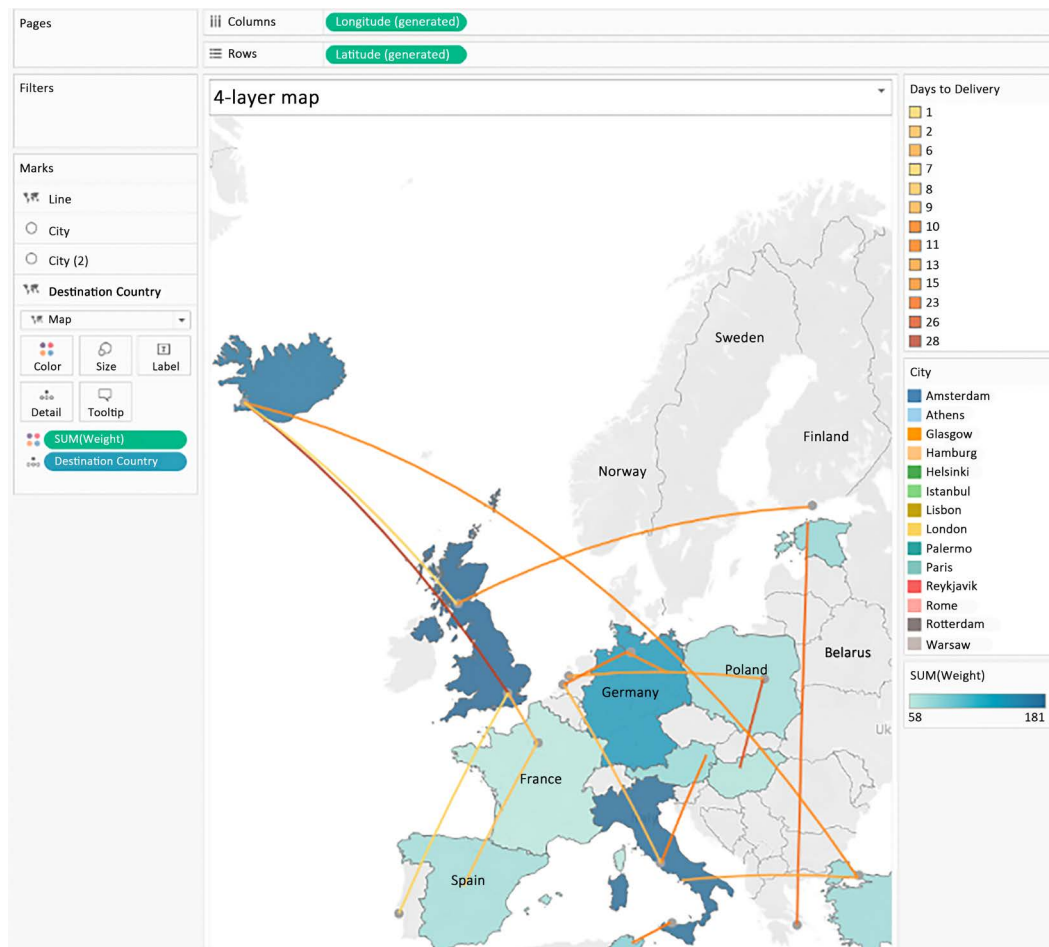 Pages
Columns
Longitude (generated)
Rows
Latitude (generated)
Filters
4-layer map
Marks
Line
City
City (2)
Destination Country
Map
Color
Size
Label
Detail
Tooltip
SUM(Weight)
Destination Country
Sweden
Finland
Norway
Belarus
Poland
Germany
Uk
France
Spain
Days to Delivery
1
2
6
7
8
9
10
11
13
15
23
26
28
City
Amsterdam
Athens
Glasgow
Hamburg
Helsinki
Istanbul
Lisbon
London
Palermo
Paris
Reykjavik
Rome
Rotterdam
Warsaw
SUM(Weight)
58 181